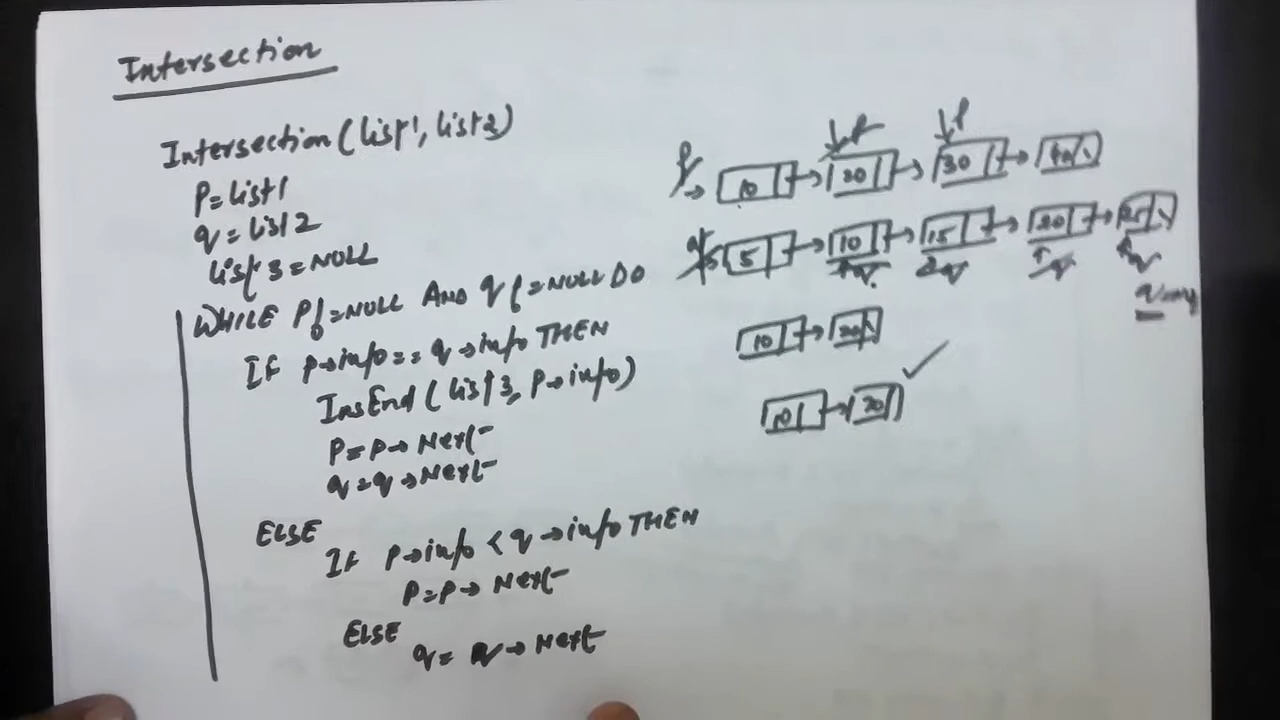 Intersection
Intersection (List1, List2)
P = List1
q = List2
List3 = NULL
WHILE P != NULL AND q != NULL DO
IF P→info == q→info THEN
InsEnd (List3, P→info)
P = P→Next
q = q→Next
ELSE
IF P→info < q→info THEN
P = P→Next
ELSE
q = q→Next
P P
P → 10 → 20 → 30 → 40 \
q 5 → 10 → 15 → 20 → 25 \
q q q q
q
10 → 20 \
10 → 20